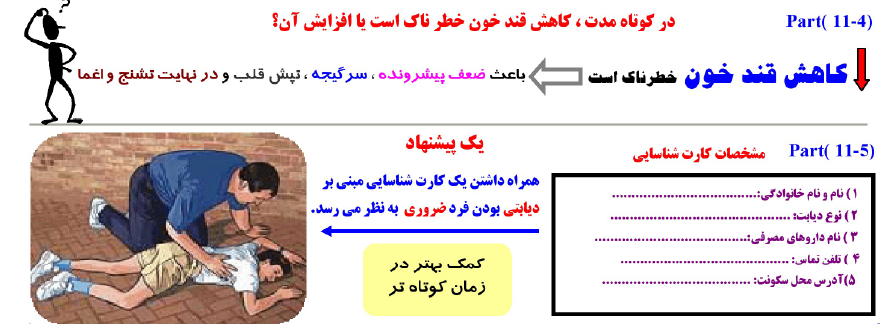 Part( 11-4)
در کوتاه مدت ، کاهش قند خون خطر ناک است یا افزایش آن؟
?
کاهش قند خون خطرناک است
باعث ضعف پیشرونده ، سرگیجه ، تپش قلب و در نهایت تشنج و اغما
Part( 11-5)
مشخصات کارت شناسایی
۱) نام و نام خانوادگی:....................................
۲ ) نوع دیابت: .............................................
۳ ) نام داروهای مصرفی:......................................
۴ ) تلفن تماس: ..........................................
۵)آدرس محل سکونت: .....................................
یک پیشنهاد
همراه داشتن یک کارت شناسایی مبنی بر
دیابتی بودن فرد ضروری به نظر می رسد.
کمک بهتر در
زمان کوتاه تر